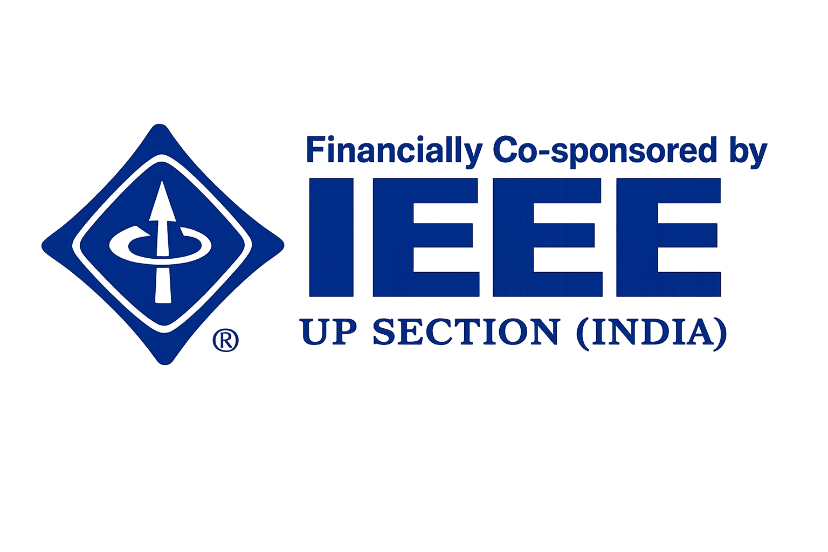 Financially Co-sponsored by
IEEE
UP SECTION (INDIA)
®